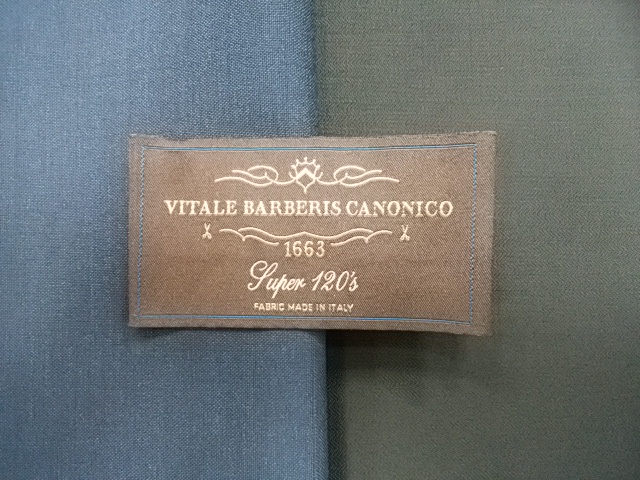 VITALE BARBERIS CANONICO
1663
Super 120's
FABRIC MADE IN ITALY